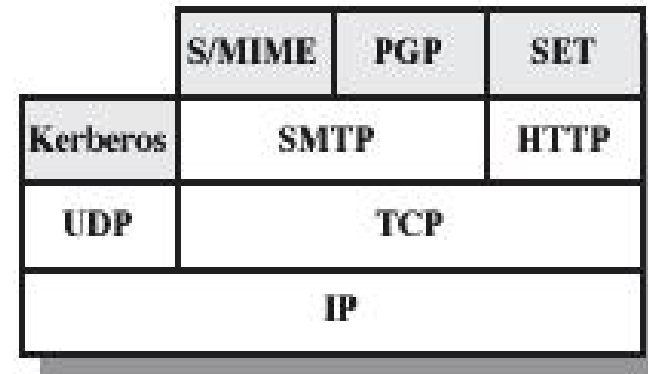 S/MIME PGP SET
Kerberos SMTP HTTP
UDP TCP
IP